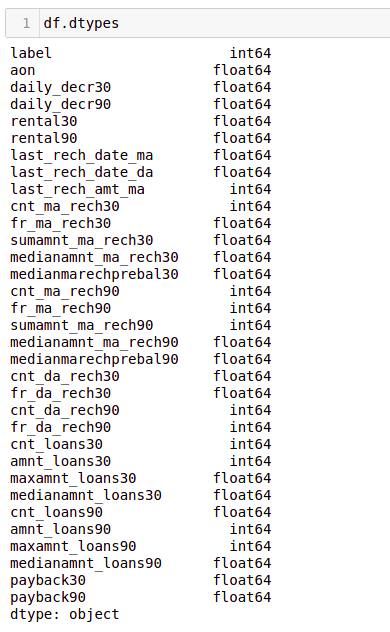 1 df.dtypes
label int64
aon float64
daily_decr30 float64
daily_decr90 float64
rental30 float64
rental90 float64
last_rech_date_ma float64
last_rech_date_da float64
last_rech_amt_ma int64
cnt_ma_rech30 int64
fr_ma_rech30 float64
sumamnt_ma_rech30 float64
medianamnt_ma_rech30 float64
medianmarechprebal30 float64
cnt_ma_rech90 int64
fr_ma_rech90 int64
sumamnt_ma_rech90 int64
medianamnt_ma_rech90 float64
medianmarechprebal90 float64
cnt_da_rech30 float64
fr_da_rech30 float64
cnt_da_rech90 int64
fr_da_rech90 int64
cnt_loans30 int64
amnt_loans30 int64
maxamnt_loans30 float64
medianamnt_loans30 float64
cnt_loans90 float64
amnt_loans90 int64
maxamnt_loans90 int64
medianamnt_loans90 float64
payback30 float64
payback90 float64
dtype: object